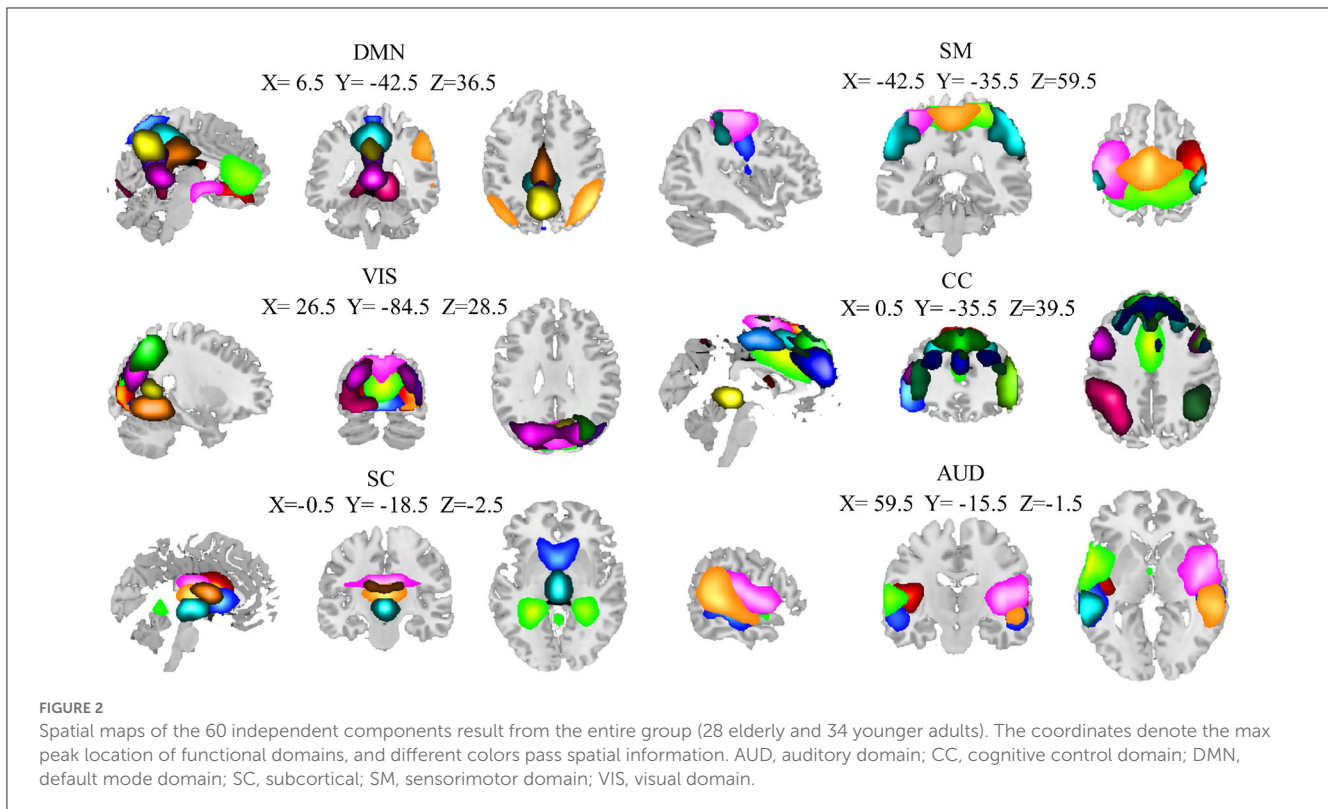 DMN
X= 6.5 Y= -42.5 Z=36.5
SM
X= -42.5 Y= -35.5 Z=59.5
VIS
X= 26.5 Y= -84.5 Z=28.5
CC
X= 0.5 Y= -35.5 Z=39.5
SC
X=-0.5 Y= -18.5 Z=-2.5
AUD
X= 59.5 Y= -15.5 Z=-1.5
FIGURE 2
Spatial maps of the 60 independent components result from the entire group (28 elderly and 34 younger adults). The coordinates denote the max
peak location of functional domains, and different colors pass spatial information. AUD, auditory domain; CC, cognitive control domain; DMN,
default mode domain; SC, subcortical; SM, sensorimotor domain; VIS, visual domain.